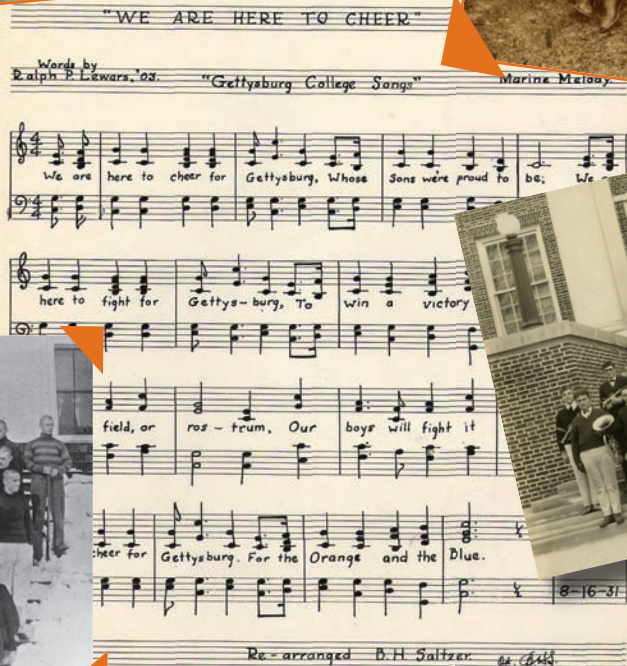 "WE ARE HERE TO CHEER"
Words by
Ralph P. Lewars, '03.
"Gettysburg College Songs"
Marine Melody.
We are here to cheer for Gettysburg, Whose Sons we're proud to be; We
here to fight for Gettys-burg, To win a victory
field, or ros-trum, Our boys will fight it
cheer for Gettysburg. For the Orange and the Blue.
8-16-31
Re-arranged B.H. Saltzer.